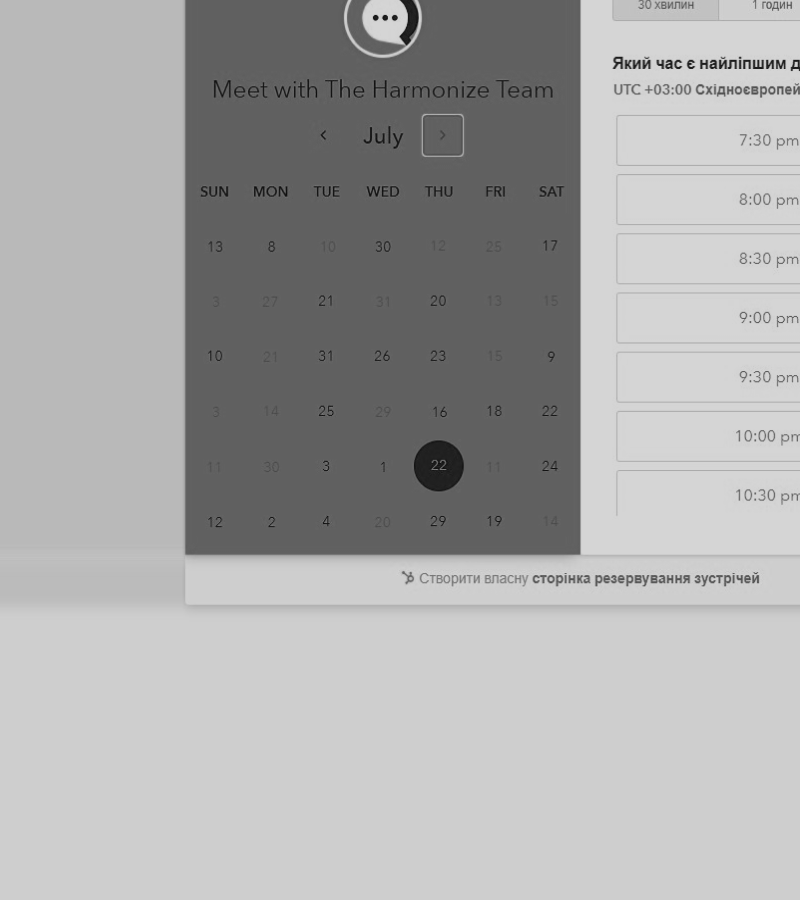 30 хвилин
1 годин
Який час є найліпшим д
Meet with The Harmonize Team
UTC +03:00 Східноєвропей
July
SUN MON TUE WED THU FRI SAT
13 8 10 30 12 25 17
3 27 21 31 20 13 15
10 21 31 26 23 15 9
3 14 25 29 16 18 22
11 30 3 1 22 11 24
12 2 4 20 29 19 14
7:30 pm
8:00 pm
8:30 pm
9:00 pm
9:30 pm
10:00 pm
10:30 pm
Створити власну сторінка резервування зустрічей